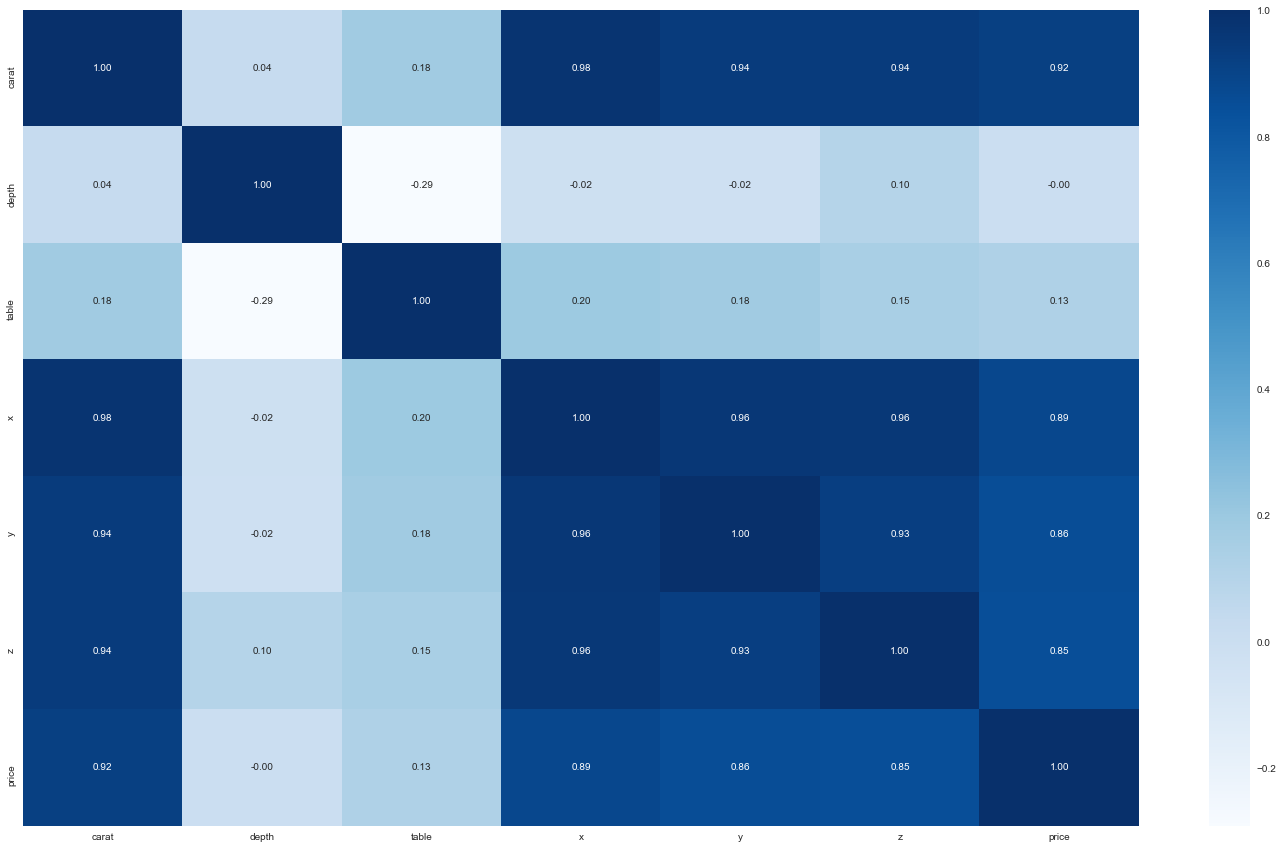 carat 1.00 0.04 0.18 0.98 0.94 0.94 0.92
depth 0.04 1.00 -0.29 -0.02 -0.02 0.10 -0.00
table 0.18 -0.29 1.00 0.20 0.18 0.15 0.13
x 0.98 -0.02 0.20 1.00 0.96 0.96 0.89
y 0.94 -0.02 0.18 0.96 1.00 0.93 0.86
z 0.94 0.10 0.15 0.96 0.93 1.00 0.85
price 0.92 -0.00 0.13 0.89 0.86 0.85 1.00
carat depth table x y z price
1.0
0.8
0.6
0.4
0.2
0.0
−0.2